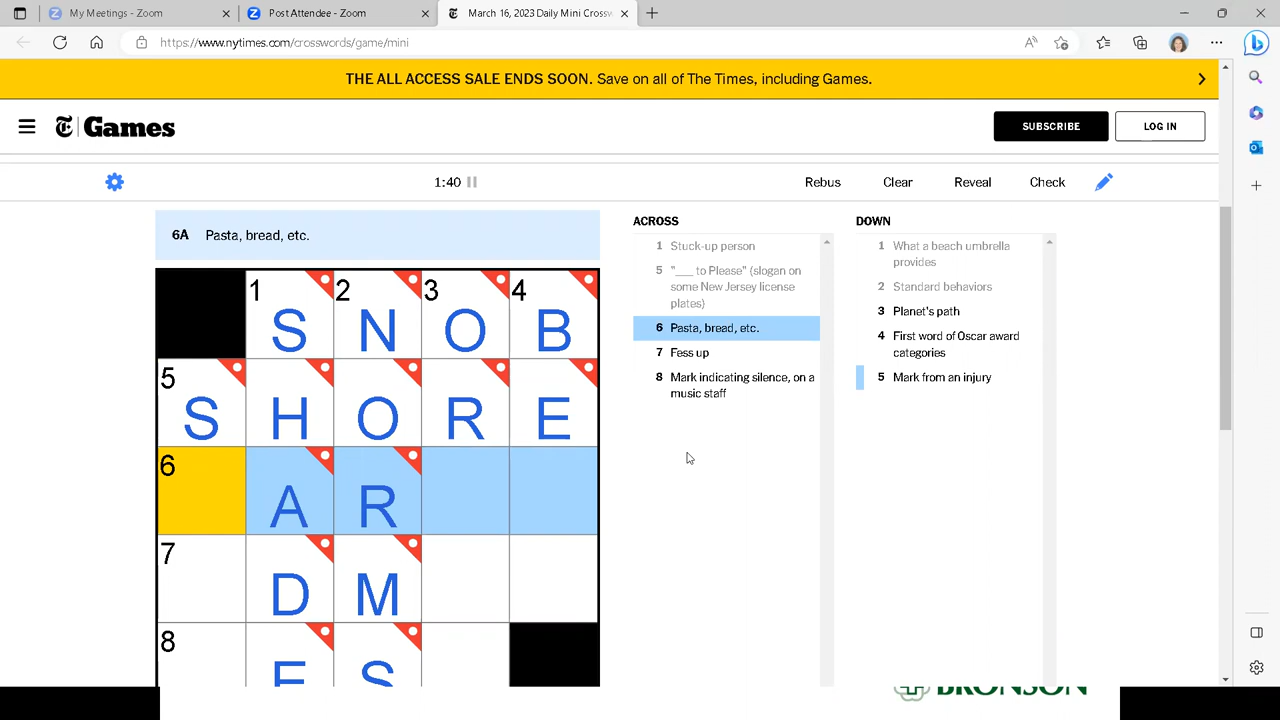 My Meetings - Zoom
Post Attendee - Zoom
March 16, 2023 Daily Mini Crossw
https://www.nytimes.com/crosswords/game/mini
THE ALL ACCESS SALE ENDS SOON. Save on all of The Times, including Games.
T Games
SUBSCRIBE
LOG IN
1:40
Rebus
Clear
Reveal
Check
6A Pasta, bread, etc.
1 2 3 4
S N O B
5
S H O R E
6
A R
7
D M
8
E S
ACROSS
1 Stuck-up person
5 "___ to Please" (slogan on
some New Jersey license
plates)
6 Pasta, bread, etc.
7 Fess up
8 Mark indicating silence, on a
music staff
DOWN
1 What a beach umbrella
provides
2 Standard behaviors
3 Planet's path
4 First word of Oscar award
categories
5 Mark from an injury
BRONSON